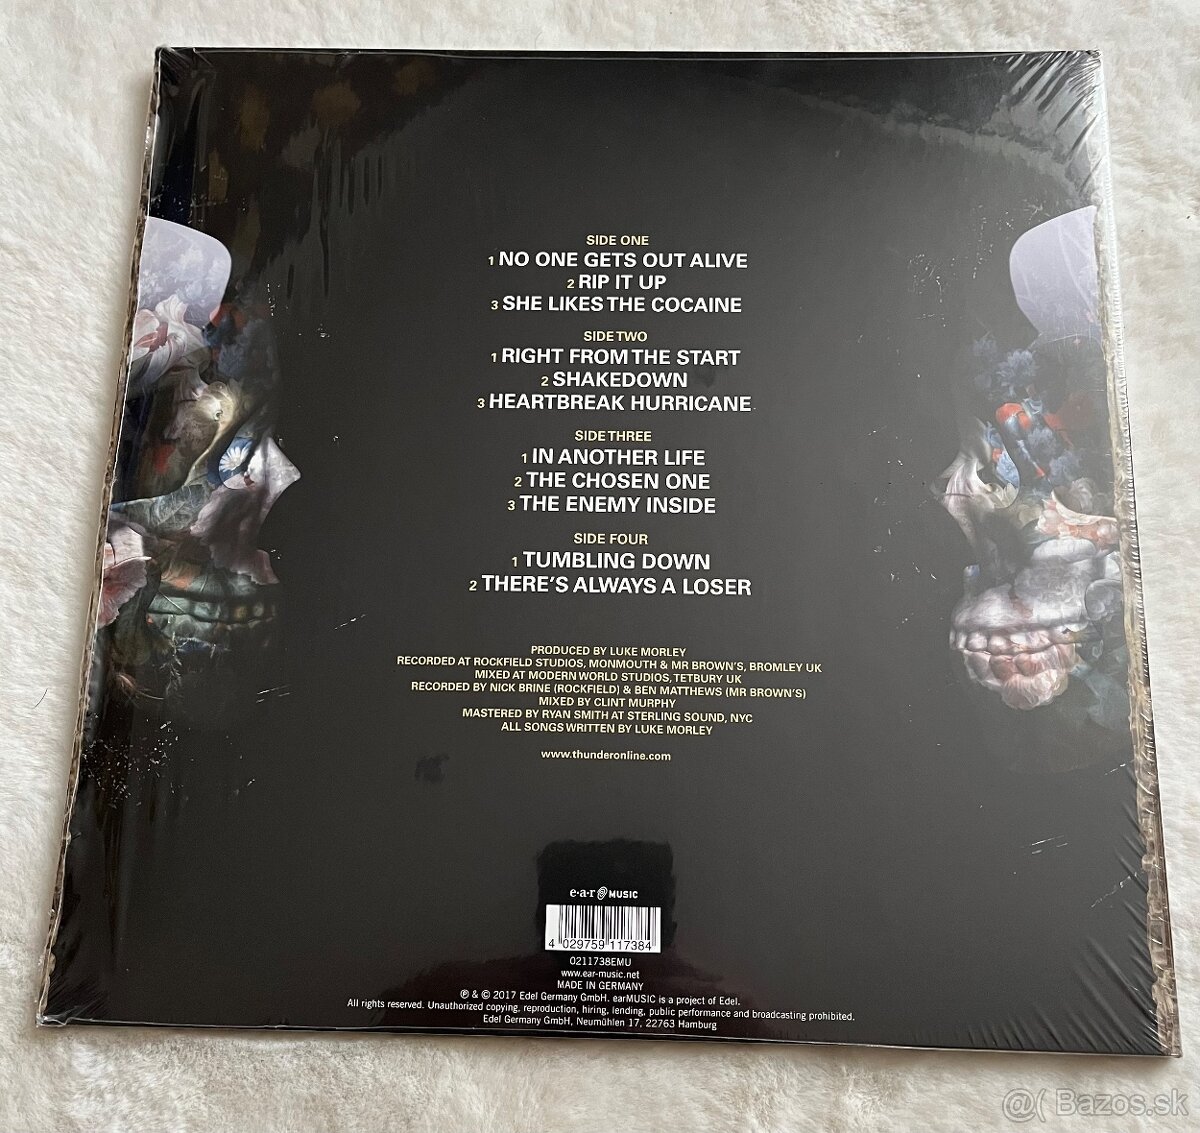 SIDE ONE
1 NO ONE GETS OUT ALIVE
2 RIP IT UP
3 SHE LIKES THE COCAINE
SIDE TWO
1 RIGHT FROM THE START
2 SHAKEDOWN
3 HEARTBREAK HURRICANE
SIDE THREE
1 IN ANOTHER LIFE
2 THE CHOSEN ONE
3 THE ENEMY INSIDE
SIDE FOUR
1 TUMBLING DOWN
2 THERE'S ALWAYS A LOSER
PRODUCED BY LUKE MORLEY
RECORDED AT ROCKFIELD STUDIOS, MONMOUTH & MR BROWN'S, BROMLEY UK
MIXED AT MODERN WORLD STUDIOS, TETBURY UK
RECORDED BY NICK BRINE (ROCKFIELD) & BEN MATTHEWS (MR BROWN'S)
MIXED BY CLINT MURPHY
MASTERED BY RYAN SMITH AT STERLING SOUND, NYC
ALL SONGS WRITTEN BY LUKE MORLEY
www.thunderonline.com
e·a·r MUSIC
4 029759 117384
0211738EMU
www.ear-music.net
MADE IN GERMANY
℗ & © 2017 Edel Germany GmbH. earMUSIC is a project of Edel.
All rights reserved. Unauthorized copying, reproduction, hiring, lending, public performance and broadcasting prohibited.
Edel Germany GmbH, Neumühlen 17, 22763 Hamburg
@( Bazos.sk